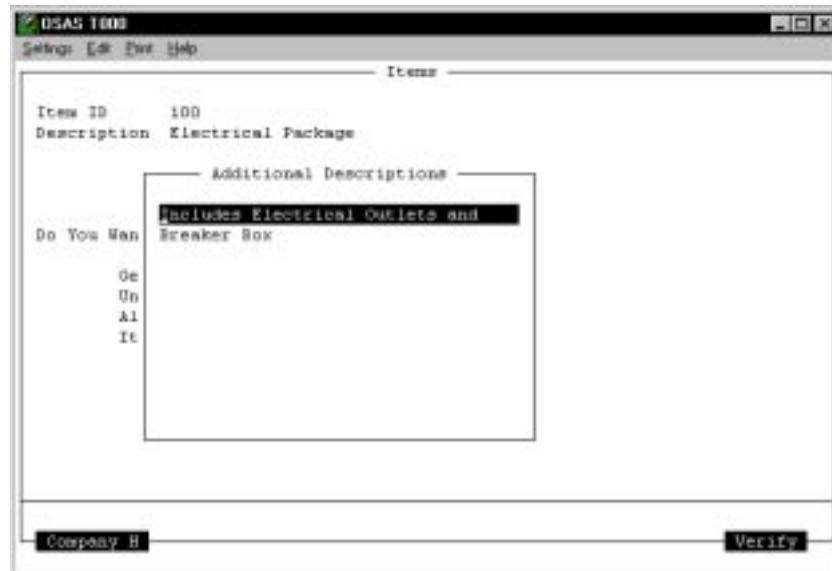 OSAS T000
Settings Edit Print Help
Items
Item ID 100
Description Electrical Package
Additional Descriptions
Includes Electrical Outlets and
Do You Wan Breaker Box
Ge
Un
Al
It
Company H Verify